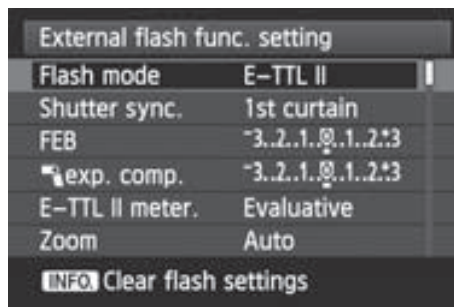 External flash func. setting
Flash mode E-TTL II
Shutter sync. 1st curtain
FEB ⁻3..2..1..0..1..2..⁺3
exp. comp. ⁻3..2..1..0..1..2..⁺3
E-TTL II meter. Evaluative
Zoom Auto
INFO. Clear flash settings